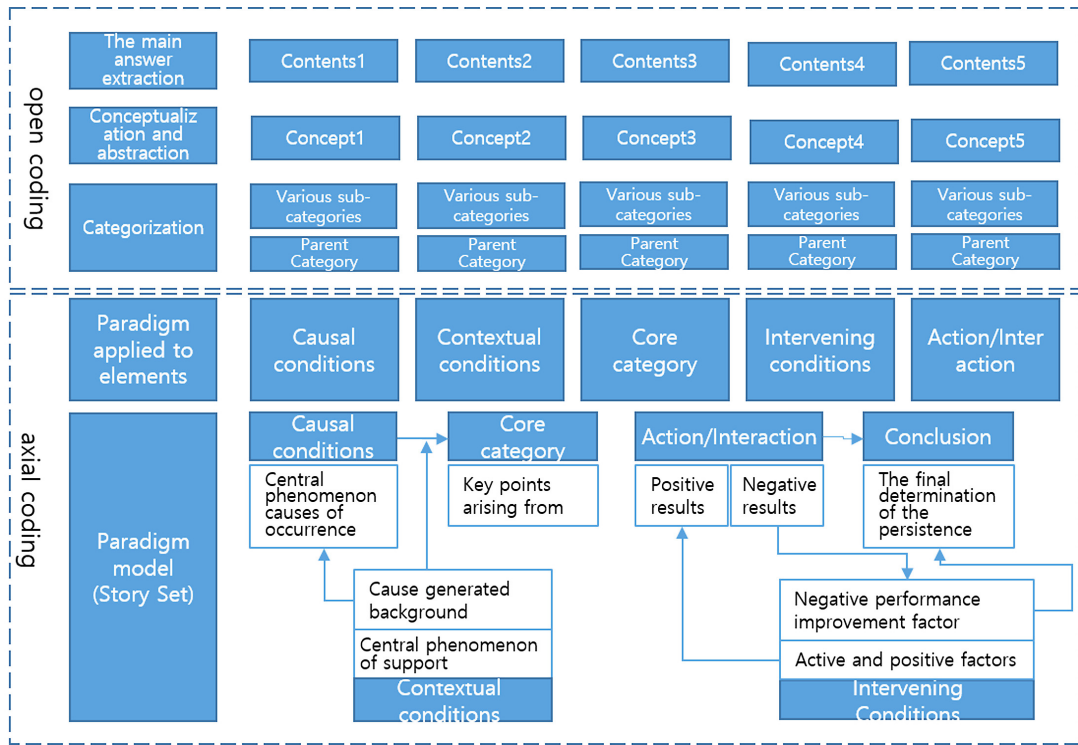 open coding
The main
answer
extraction
Contents1
Contents2
Contents3
Contents4
Contents5
Conceptualiz
ation and
abstraction
Concept1
Concept2
Concept3
Concept4
Concept5
Categorization
Various sub-
categories
Various sub-
categories
Various sub-
categories
Various sub-
categories
Various sub-
categories
Parent
Category
Parent
Category
Parent
Category
Parent
Category
Parent
Category
axial coding
Paradigm
applied to
elements
Causal
conditions
Contextual
conditions
Core
category
Intervening
conditions
Action/Inter
action
Paradigm
model
(Story Set)
Causal
conditions
Core
category
Action/Interaction
Conclusion
Central
phenomenon
causes of
occurrence
Key points
arising from
Positive
results
Negative
results
The final
determination
of the
persistence
Cause generated
background
Central phenomenon
of support
Contextual
conditions
Negative performance
improvement factor
Active and positive factors
Intervening
Conditions